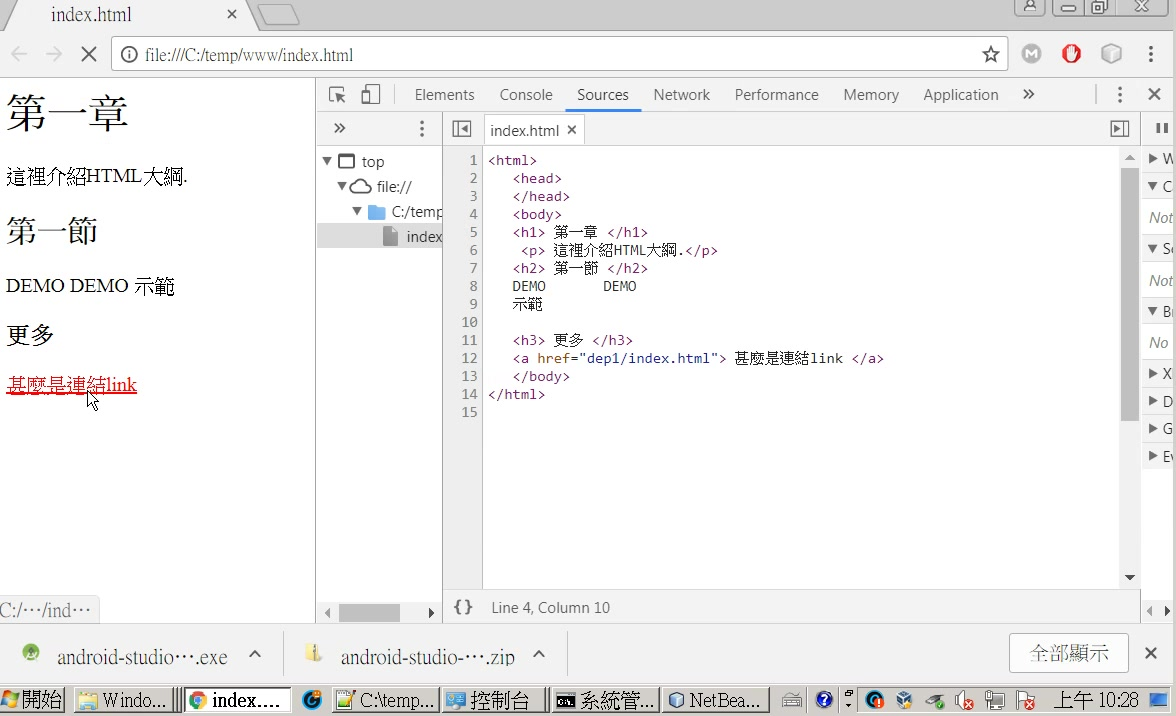 index.html
file:///C:/temp/www/index.html
第一章
這裡介紹HTML大綱.
第一節
DEMO DEMO 示範
更多
甚麼是連結link
C:/…/ind…
Elements Console Sources Network Performance Memory Application »
» index.html
top
file://
C:/temp
index
1 <html>
2 <head>
3 </head>
4 <body>
5 <h1> 第一章 </h1>
6 <p> 這裡介紹HTML大綱.</p>
7 <h2> 第一節 </h2>
8 DEMO DEMO
9 示範
10
11 <h3> 更多 </h3>
12 <a href="dep1/index.html"> 甚麼是連結link </a>
13 </body>
14 </html>
15
W
C
Not
Sc
Not
Br
No
X
D
G
Ev
{} Line 4, Column 10
android-studio-….exe android-studio-….zip 全部顯示
開始 Windo... index.... C:\temp... 控制台 系統管... NetBea... 上午 10:28